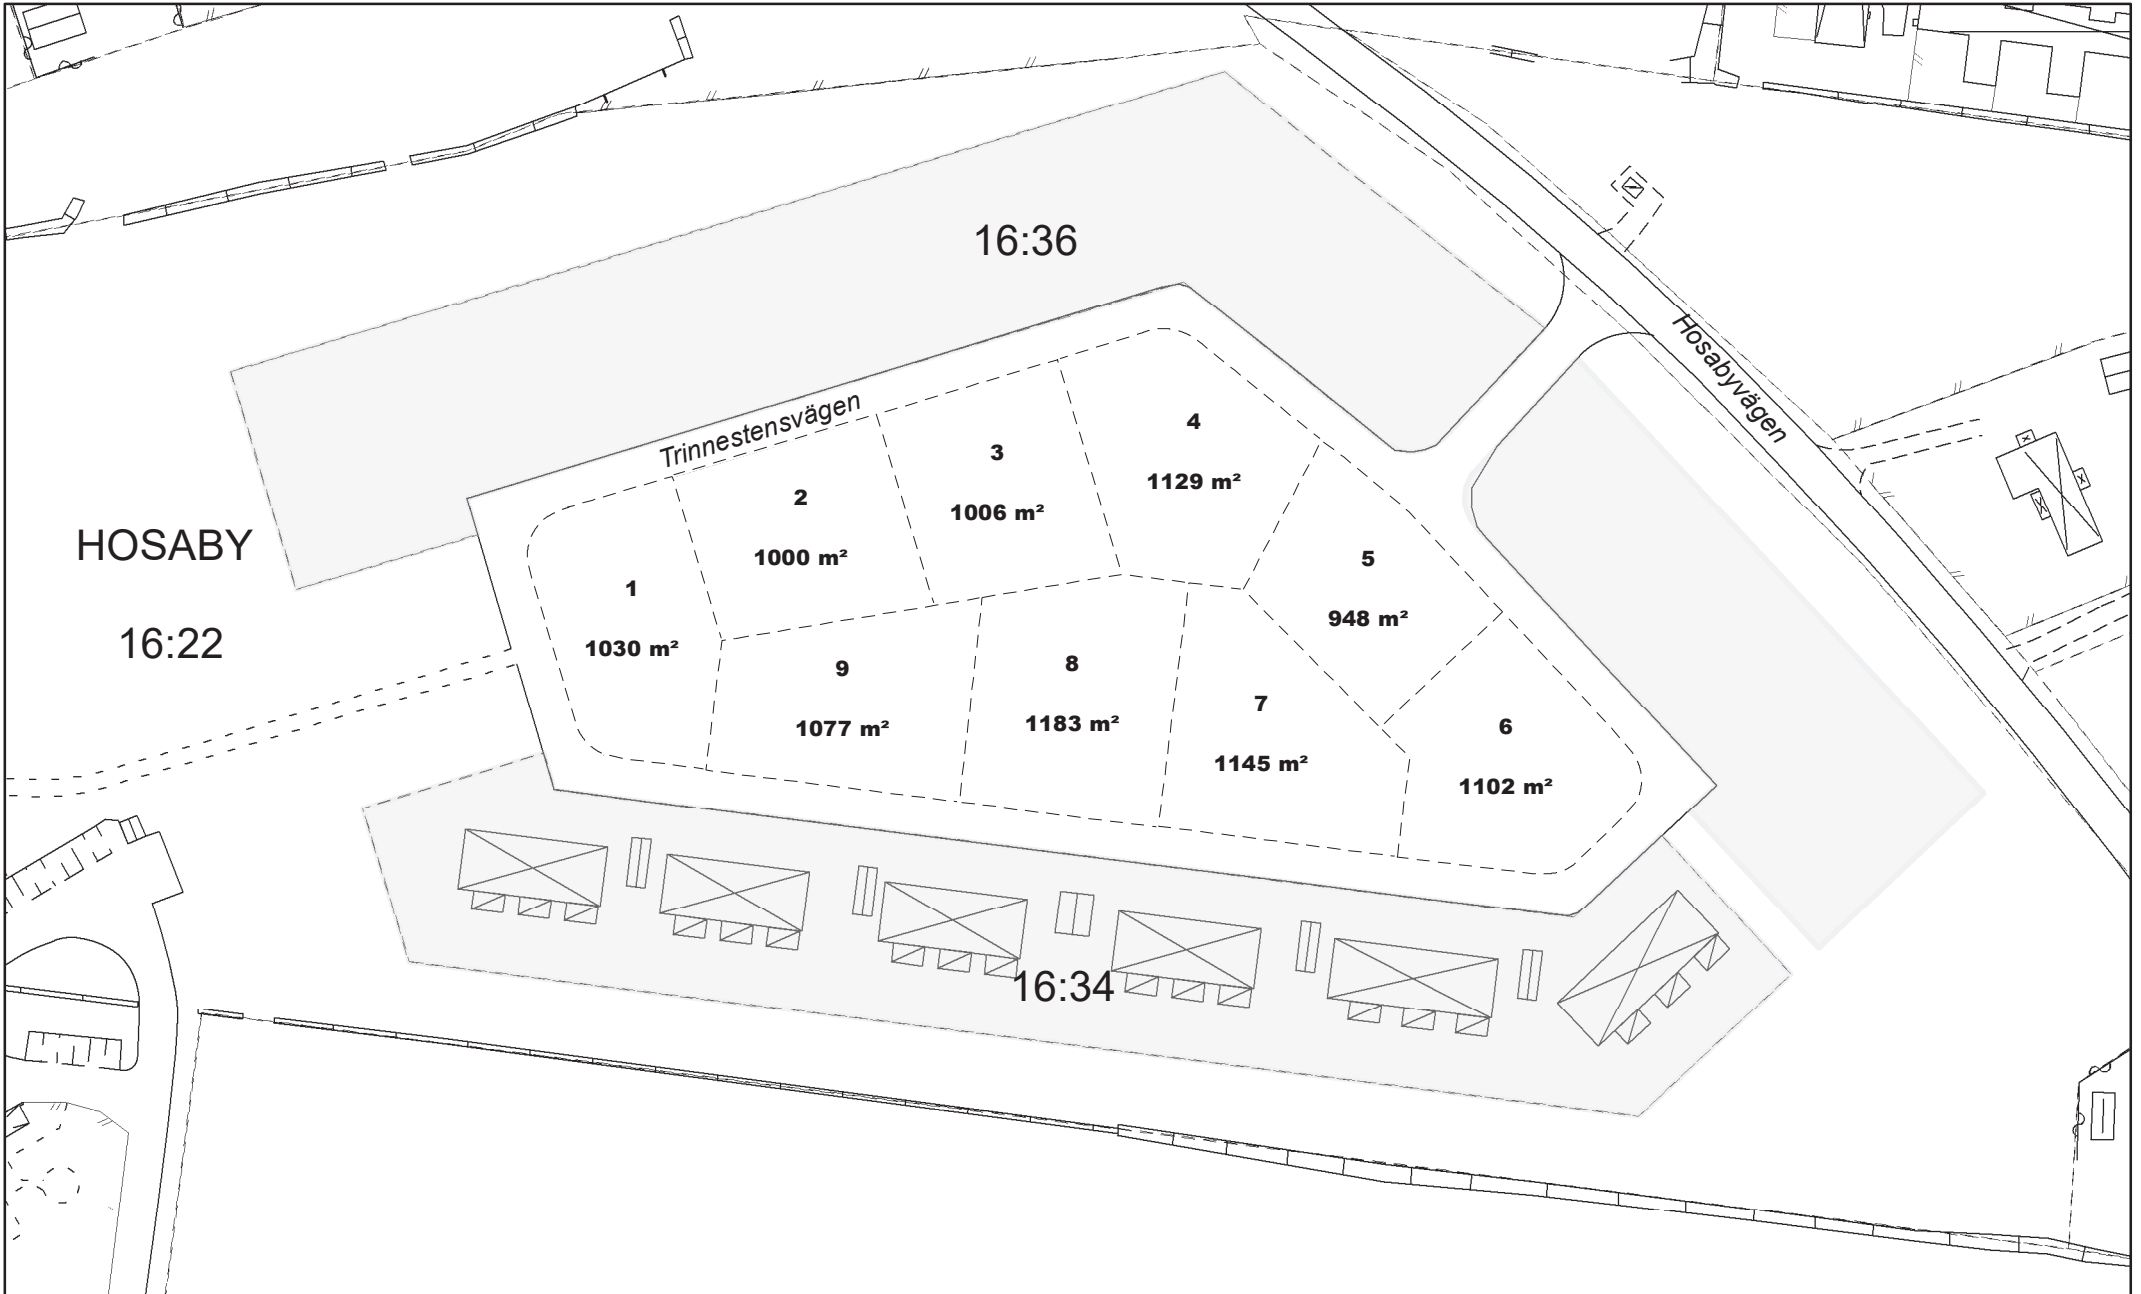 16:36
Hosabyvägen
Trinnestensvägen
HOSABY
16:22
1
1030 m²
2
1000 m²
3
1006 m²
4
1129 m²
5
948 m²
6
1102 m²
7
1145 m²
8
1183 m²
9
1077 m²
16:34